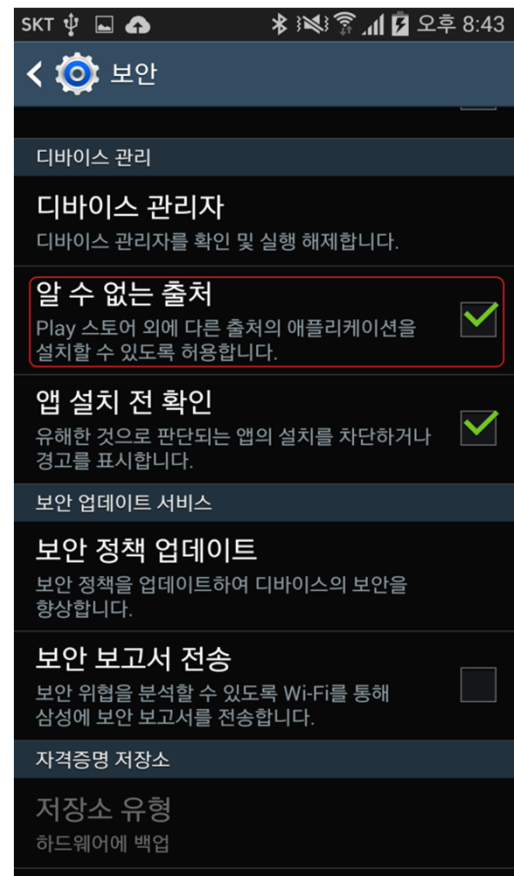 SKT 오후 8:43
보안
디바이스 관리
디바이스 관리자
디바이스 관리자를 확인 및 실행 해제합니다.
알 수 없는 출처
Play 스토어 외에 다른 출처의 애플리케이션을
설치할 수 있도록 허용합니다.
앱 설치 전 확인
유해한 것으로 판단되는 앱의 설치를 차단하거나
경고를 표시합니다.
보안 업데이트 서비스
보안 정책 업데이트
보안 정책을 업데이트하여 디바이스의 보안을
향상합니다.
보안 보고서 전송
보안 위협을 분석할 수 있도록 Wi-Fi를 통해
삼성에 보안 보고서를 전송합니다.
자격증명 저장소
저장소 유형
하드웨어에 백업